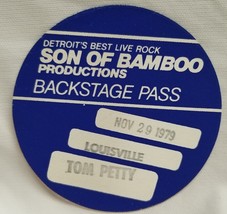 DETROIT'S BEST LIVE ROCK
SON OF BAMBOO
PRODUCTIONS
BACKSTAGE PASS
NOV 29 1979
LOUISVILLE
TOM PETTY